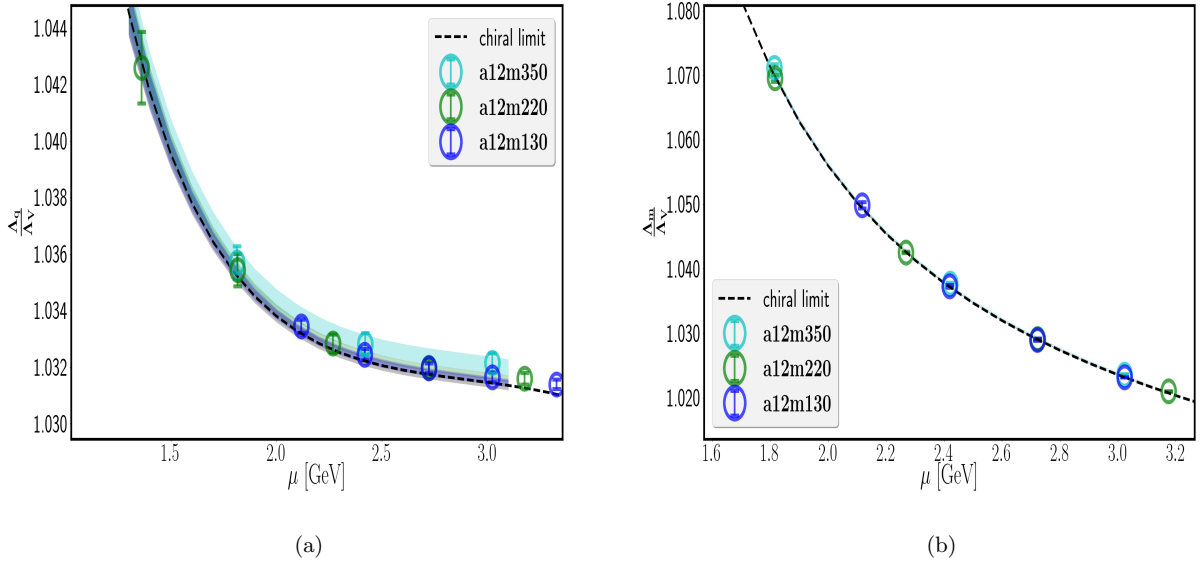 1.044
1.042
1.040
1.038
1.036
1.034
1.032
1.030
Λq
ΛV
1.5
2.0
2.5
3.0
μ [GeV]
chiral limit
a12m350
a12m220
a12m130
(a)
1.080
1.070
1.060
1.050
1.040
1.030
1.020
Λm
ΛV
1.6
1.8
2.0
2.2
2.4
2.6
2.8
3.0
3.2
μ [GeV]
chiral limit
a12m350
a12m220
a12m130
(b)